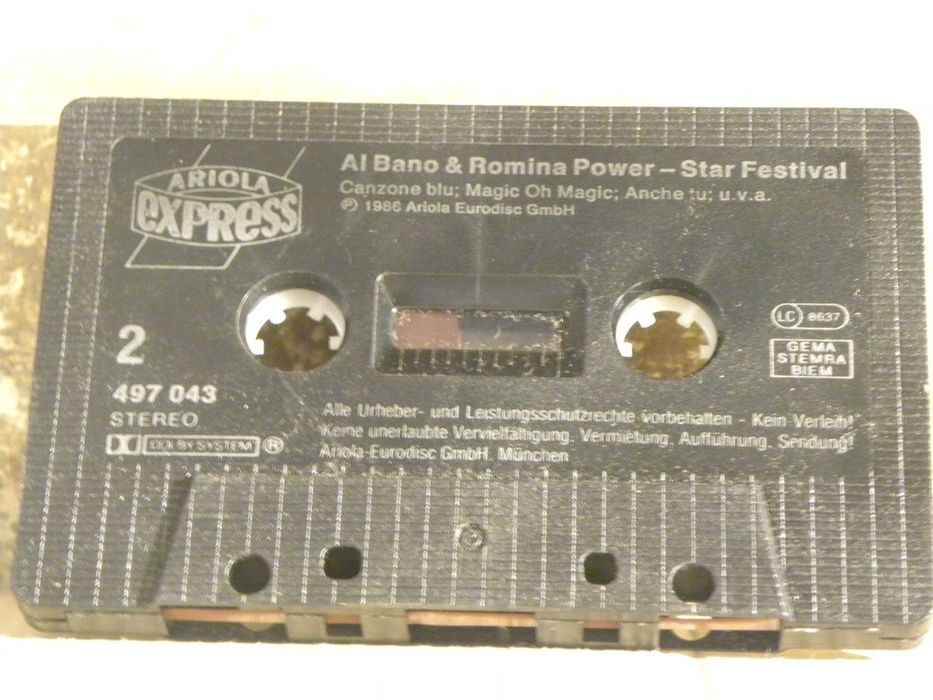 ARIOLA
express
Al Bano & Romina Power – Star Festival
Canzone blu; Magic Oh Magic; Anche tu; u.v.a.
℗ 1986 Ariola Eurodisc GmbH
LC 8637
GEMA
STEMRA
BIEM
2
497 043
STEREO
DOLBY SYSTEM ®
Alle Urheber- und Leistungsschutzrechte vorbehalten - Kein Verleih!
Keine unerlaubte Vervielfältigung, Vermietung, Aufführung, Sendung!
Ariola-Eurodisc GmbH, München